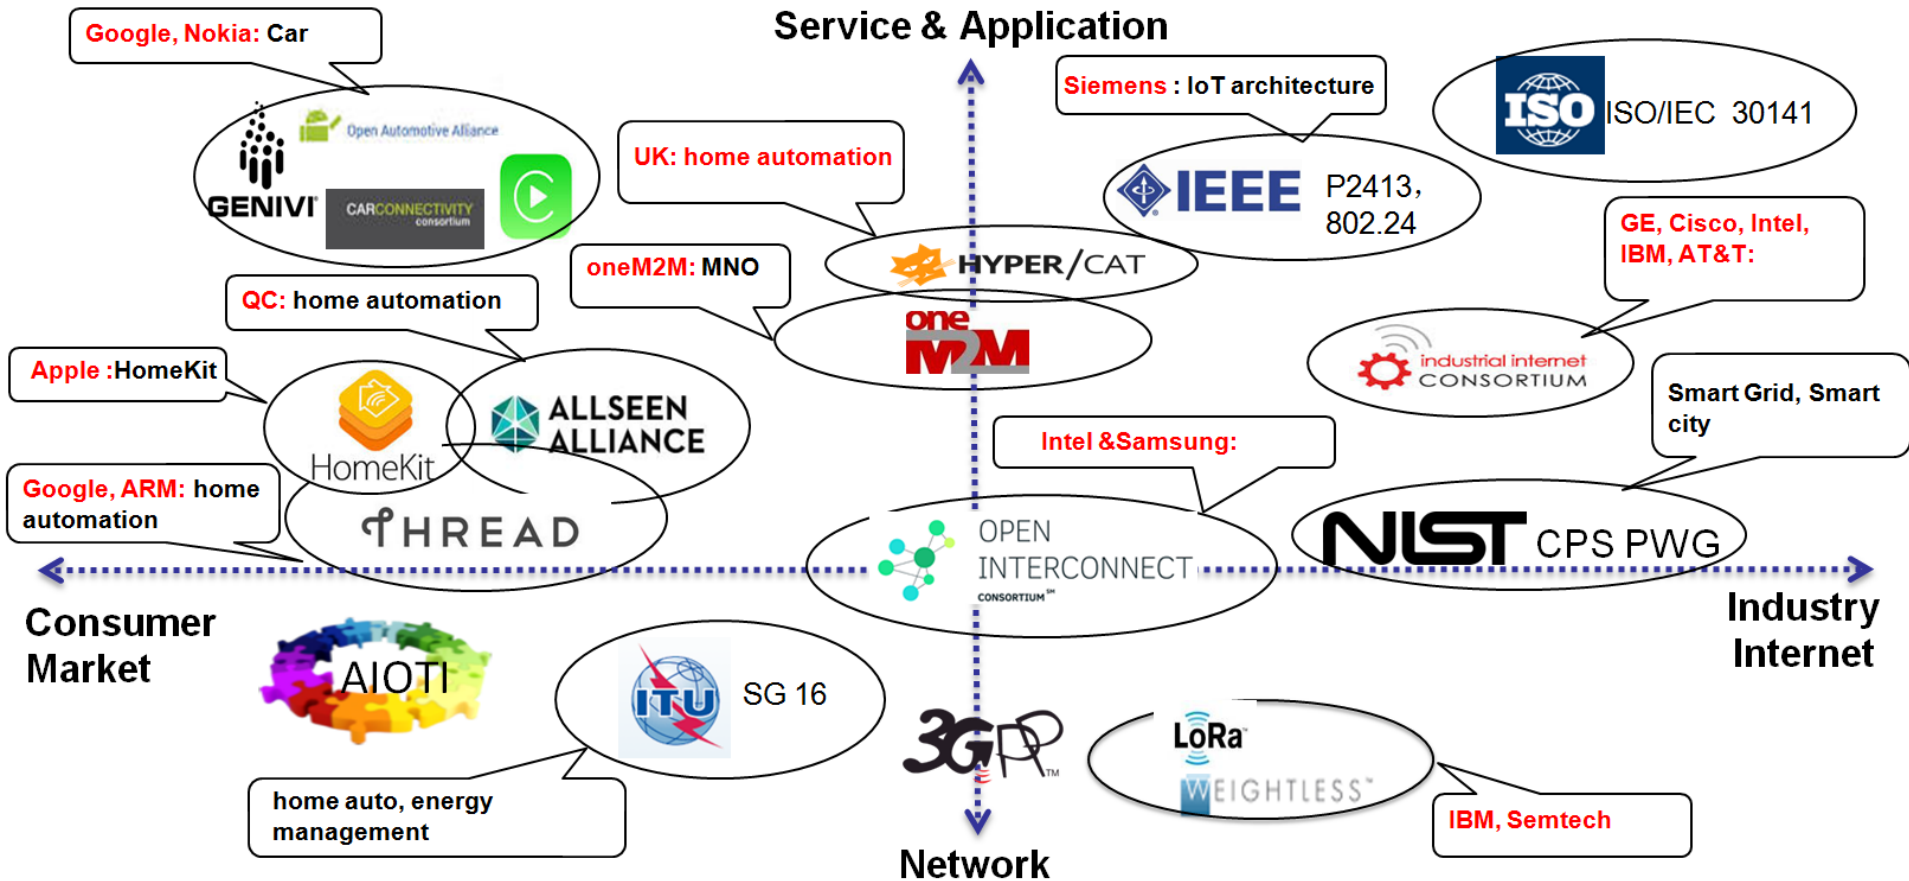 Service & Application
Google, Nokia: Car
Open Automotive Alliance
GENIVI®
CARCONNECTIVITY
consortium
UK: home automation
Siemens : IoT architecture
IEEE P2413,
802.24
ISO ISO/IEC 30141
GE, Cisco, Intel,
IBM, AT&T:
HYPER/CAT
oneM2M: MNO
one
M2M
QC: home automation
industrial internet
CONSORTIUM
Apple :HomeKit
HomeKit
ALLSEEN
ALLIANCE
Smart Grid, Smart
city
Intel &Samsung:
Google, ARM: home
automation
THREAD
OPEN
INTERCONNECT
CONSORTIUM SM
NIST CPS PWG
Consumer
Market
Industry
Internet
AIOTI
ITU SG 16
3GPP TM
LoRa™
WEIGHTLESS™
home auto, energy
management
IBM, Semtech
Network